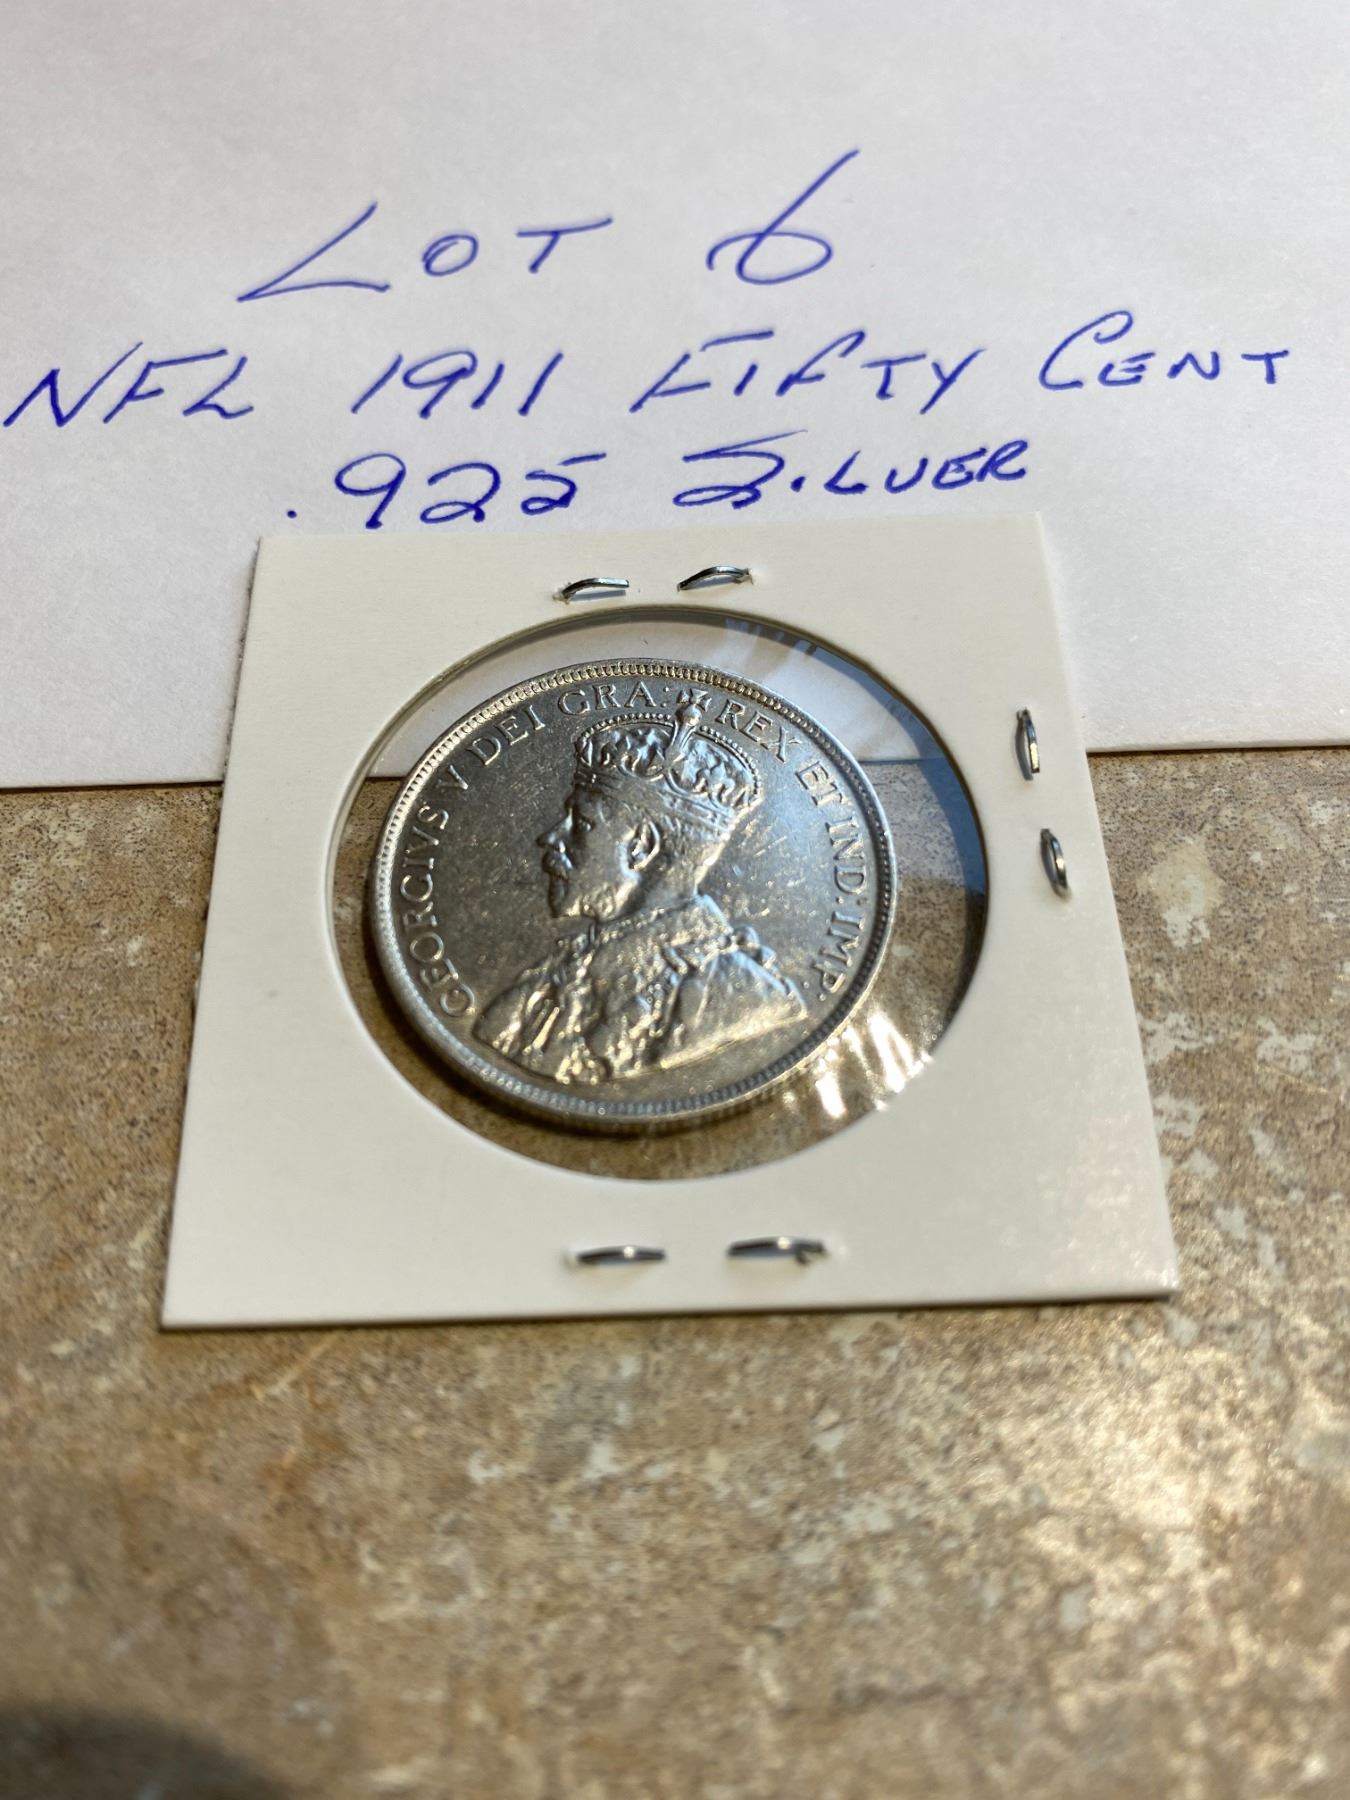 LOT 6
NFL 1911 FIFTY CENT
.925 SILVER
GEORGIVS V DEI GRA: REX ET IND: IMP: